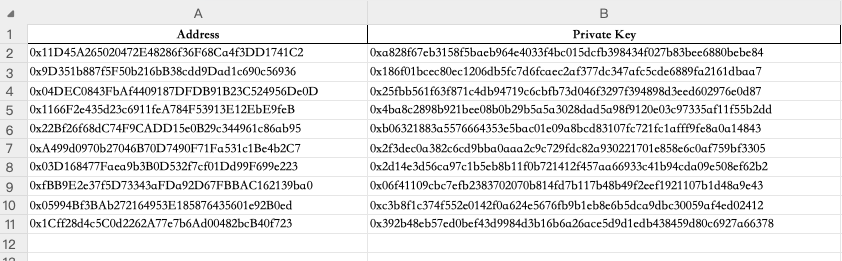 A B
1 Address Private Key
2 0x11D45A265020472E48286f36F68Ca4f3DD1741C2 0xa828f67eb3158f5baeb964e4033f4bc015dcfb398434f027b83bee6880bebe84
3 0x9D351b887f5F50b216bB38cdd9Dad1c690c56936 0x186f01bcec80ec1206db5fc7d6fcaec2af377dc347afc5cde6889fa2161dbaa7
4 0x04DEC0843FbAf4409187DFDB91B23C524956De0D 0x25fbb561f63f871c4db94719c6cbfb73d046f3297f394898d3eed602976e0d87
5 0x1166F2e435d23c6911feA784F53913E12EbE9feB 0x4ba8c2898b921bee08b0b29b5a5a3028dad5a98f9120e03c97335af11f55b2dd
6 0x22Bf26f68dC74F9CADD15e0B29c344961c86ab95 0xb06321883a5576664353e5bac01e09a8bcd83107fc721fc1afff9fe8a0a14843
7 0xA499d0970b27046B70D7490F71Fa531c1Be4b2C7 0x2f3dec0a382c6cd9bba0aaa2c9c729fdc82a930221701e858e6c0af759bf3305
8 0x03D168477Faea9b3B0D532f7cf01Dd99F699e223 0x2d14e3d56ca97c1b5eb8b11f0b721412f457aa66933c41b94cda09e508ef62b2
9 0xfBB9E2e37f5D73343aFDa92D67FBBAC162139ba0 0x06f41109cbc7efb2383702070b814fd7b117b48b49f2eef1921107b1d48a9e43
10 0x05994Bf3BAb272164953E185876435601e92B0ed 0xc3b8f1c374f552e0142f0a624e5676fb9b1eb8e6b5dca9dbc30059af4ed02412
11 0x1Cff28d4c5C0d2262A77e7b6Ad00482bcB40f723 0x392b48eb57ed0bef43d9984d3b16b6a26ace5d9d1edb438459d80c6927a66378
12